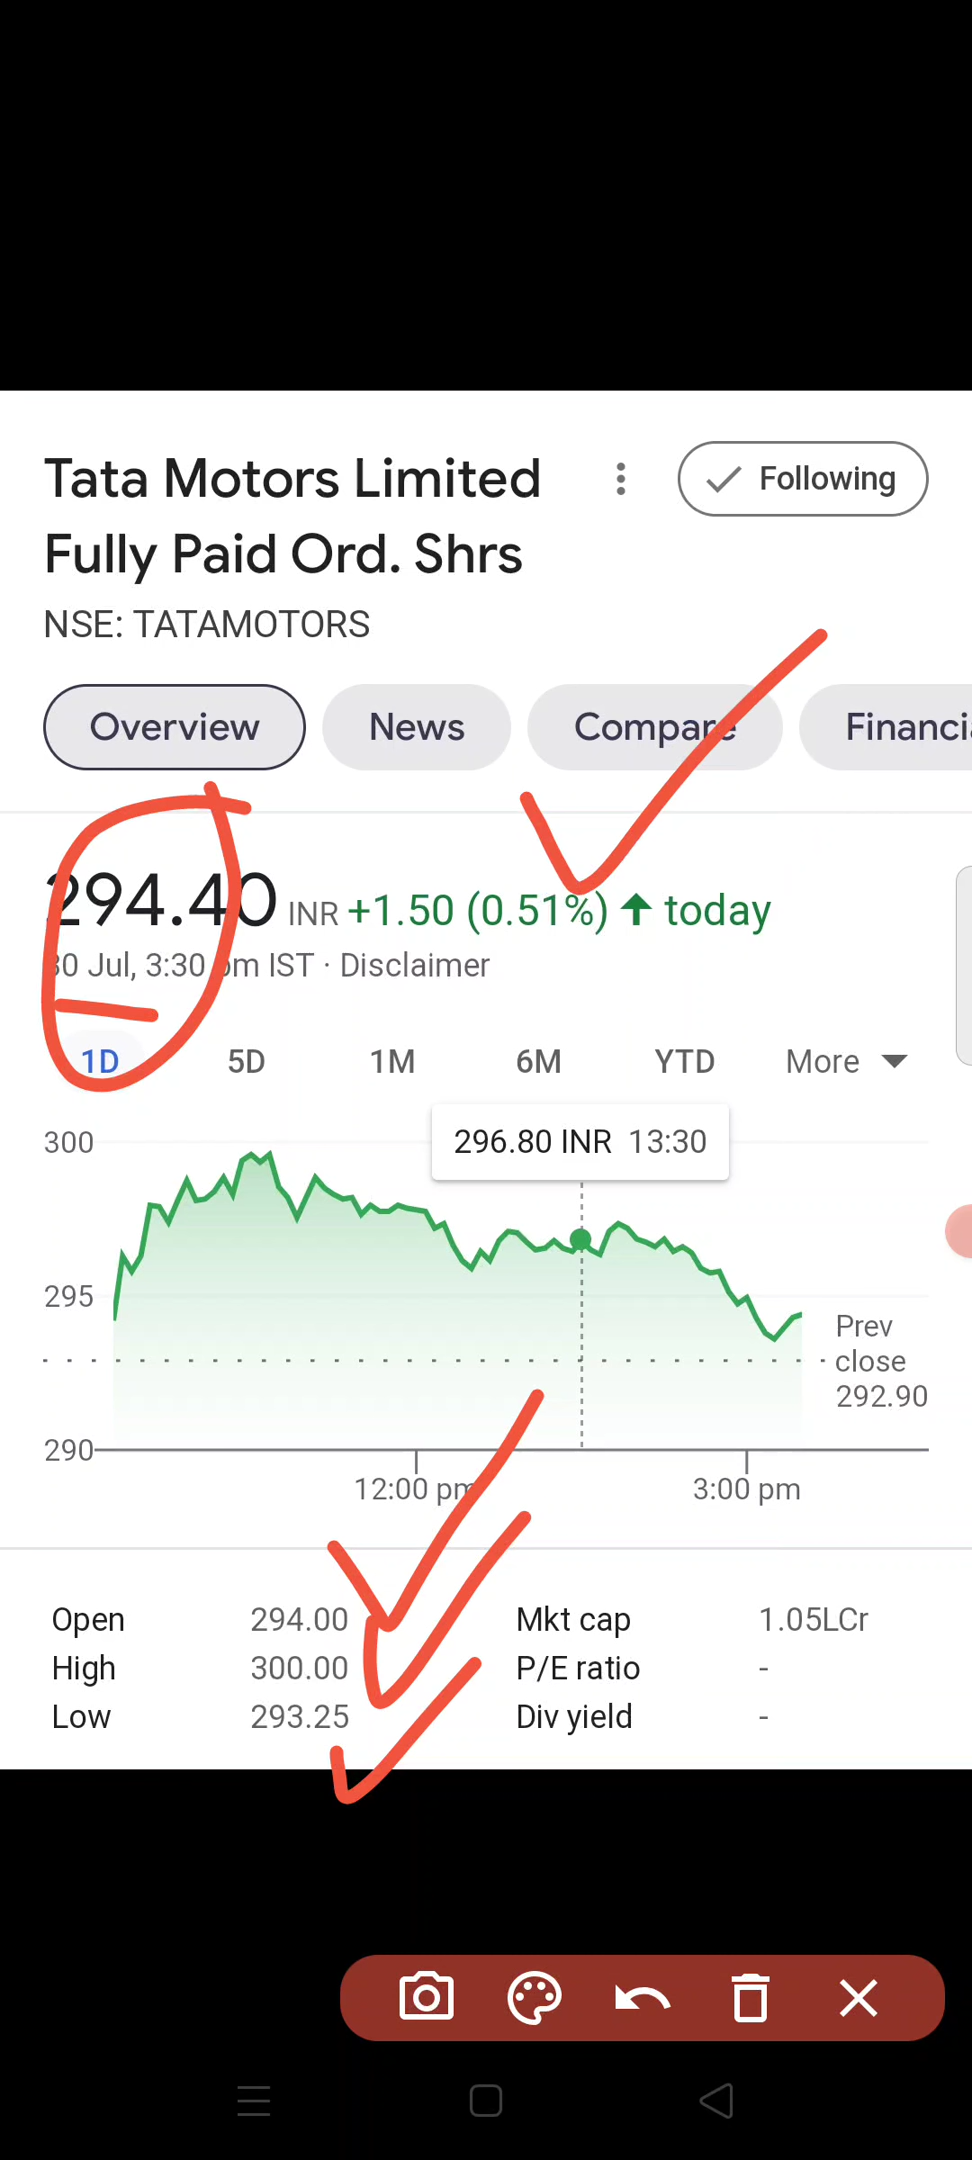 Tata Motors Limited
Fully Paid Ord. Shrs
Following
NSE: TATAMOTORS
Overview News Compare Financi
294.40 INR +1.50 (0.51%) ↑ today
30 Jul, 3:30 pm IST · Disclaimer
1D 5D 1M 6M YTD More
296.80 INR 13:30
300
295
290
Prev
close
292.90
12:00 pm 3:00 pm
Open 294.00 Mkt cap 1.05LCr
High 300.00 P/E ratio -
Low 293.25 Div yield -